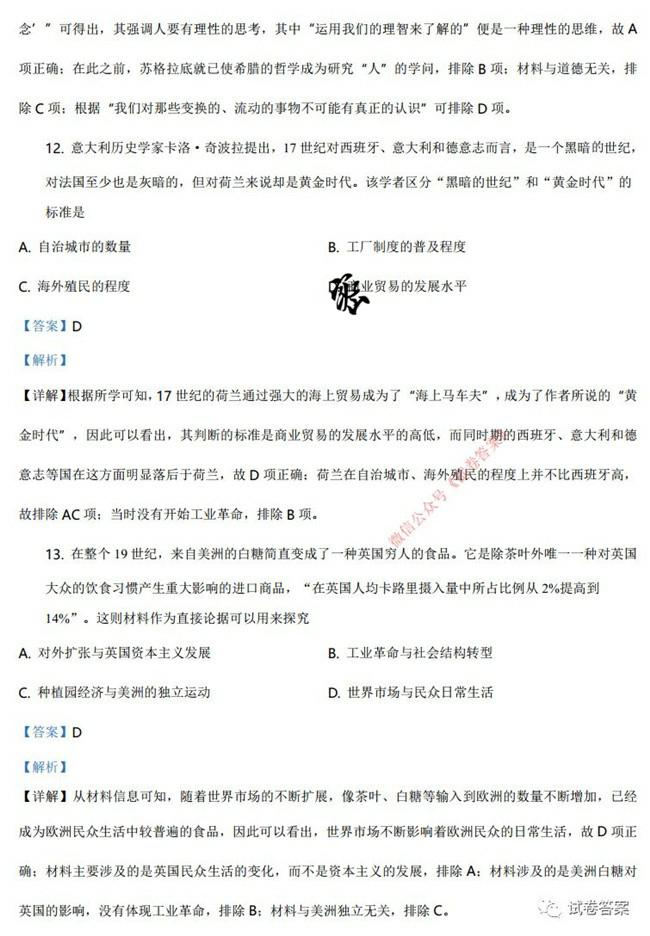 念’”可得出，其强调人要有理性的思考，其中“运用我们的理智来了解的”便是一种理性的思维，故 A
项正确；在此之前，苏格拉底就已使希腊的哲学成为研究“人”的学问，排除 B 项；材料与道德无关，排
除 C 项；根据“我们对那些变换的、流动的事物不可能有真正的认识”可排除 D 项。
12. 意大利历史学家卡洛·奇波拉提出，17 世纪对西班牙、意大利和德意志而言，是一个黑暗的世纪，
对法国至少也是灰暗的，但对荷兰来说却是黄金时代。该学者区分“黑暗的世纪”和“黄金时代”的
标准是
A. 自治城市的数量
B. 工厂制度的普及程度
C. 海外殖民的程度
业贸易的发展水平
【答案】D
【解析】
【详解】根据所学可知，17 世纪的荷兰通过强大的海上贸易成为了“海上马车夫”，成为了作者所说的“黄
金时代”，因此可以看出，其判断的标准是商业贸易的发展水平的高低，而同时期的西班牙、意大利和德
意志等国在这方面明显落后于荷兰，故 D 项正确；荷兰在自治城市、海外殖民的程度上并不比西班牙高，
故排除 AC 项；当时没有开始工业革命，排除 B 项。
微信公众号《试卷答案》
13. 在整个 19 世纪，来自美洲的白糖简直变成了一种英国穷人的食品。它是除茶叶外唯一一种对英国
大众的饮食习惯产生重大影响的进口商品，“在英国人均卡路里摄入量中所占比例从 2%提高到
14%”。这则材料作为直接论据可以用来探究
A. 对外扩张与英国资本主义发展
B. 工业革命与社会结构转型
C. 种植园经济与美洲的独立运动
D. 世界市场与民众日常生活
【答案】D
【解析】
【详解】从材料信息可知，随着世界市场的不断扩展，像茶叶、白糖等输入到欧洲的数量不断增加，已经
成为欧洲民众生活中较普遍的食品，因此可以看出，世界市场不断影响着欧洲民众的日常生活，故 D 项正
确；材料主要涉及的是英国民众生活的变化，而不是资本主义的发展，排除 A；材料涉及的是美洲白糖对
英国的影响，没有体现工业革命，排除 B；材料与美洲独立无关，排除 C。
试卷答案